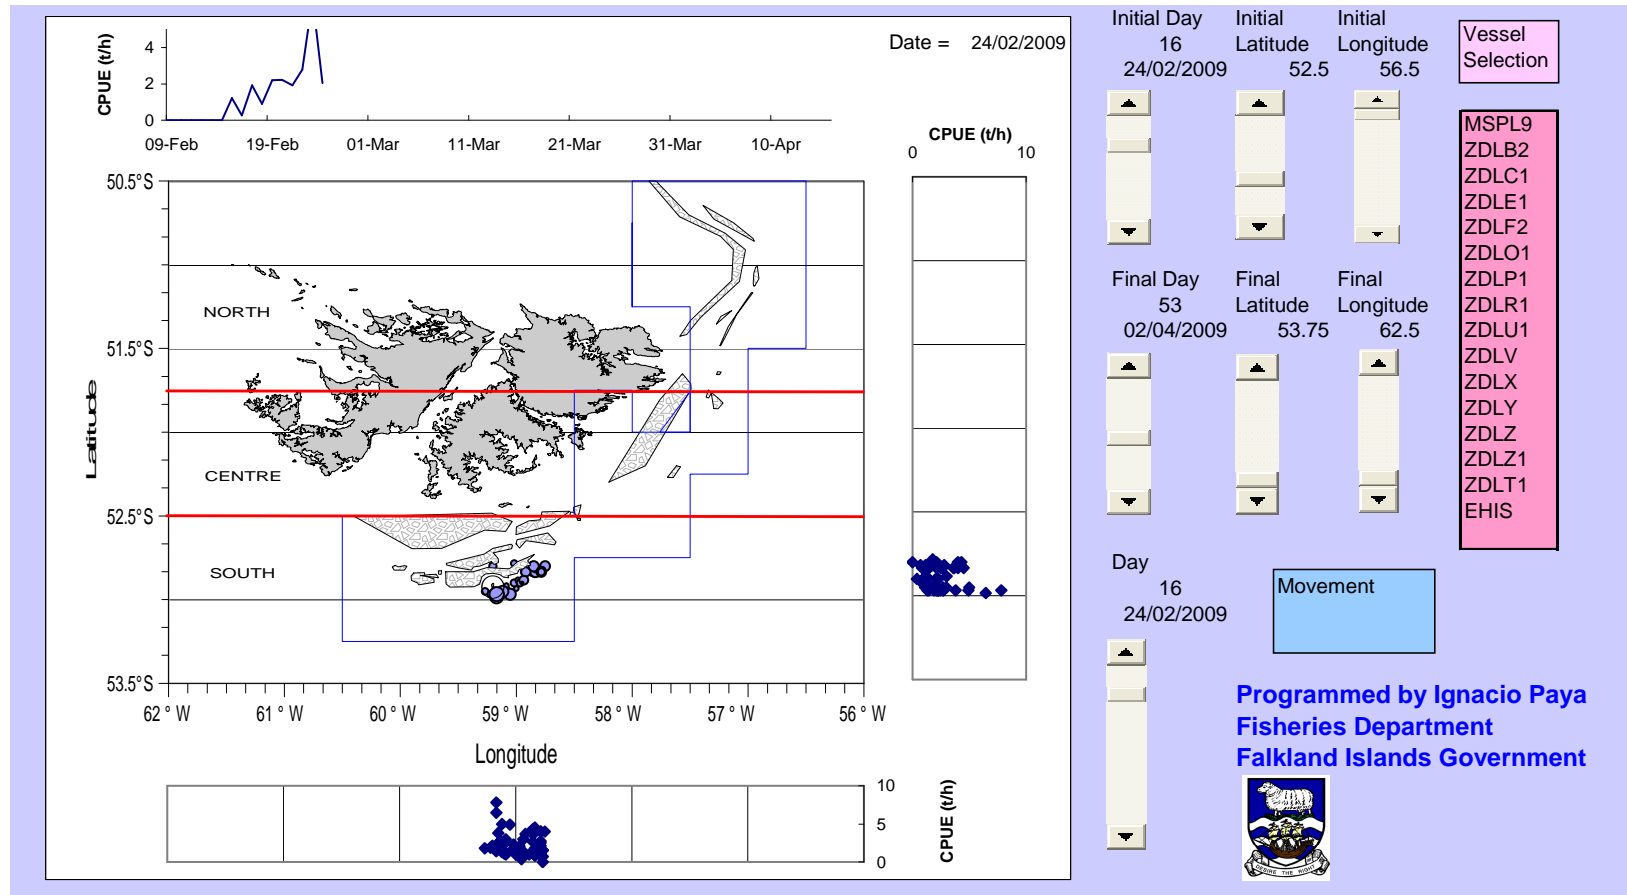 CPUE (t/h)
4
2
0
09-Feb 19-Feb 01-Mar 11-Mar 21-Mar 31-Mar 10-Apr
Date = 24/02/2009
CPUE (t/h)
0 10
Latitude
50.5°S
51.5°S
52.5°S
53.5°S
NORTH
CENTRE
SOUTH
62 ° W 61 ° W 60 ° W 59 ° W 58 ° W 57 ° W 56 ° W
Longitude
10
5
0
CPUE (t/h)
Initial Day
16
24/02/2009
Initial
Latitude
52.5
Initial
Longitude
56.5
Final Day
53
02/04/2009
Final
Latitude
53.75
Final
Longitude
62.5
Day
16
24/02/2009
Vessel
Selection
MSPL9
ZDLB2
ZDLC1
ZDLE1
ZDLF2
ZDLO1
ZDLP1
ZDLR1
ZDLU1
ZDLV
ZDLX
ZDLY
ZDLZ
ZDLZ1
ZDLT1
EHIS
Movement
Programmed by Ignacio Paya
Fisheries Department
Falkland Islands Government
DESIRE THE RIGHT